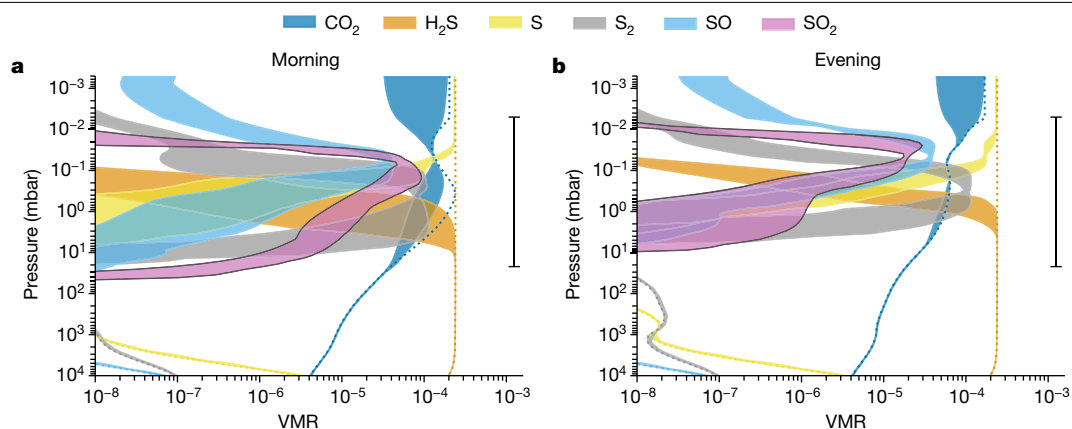 CO₂ H₂S S S₂ SO SO₂
a Morning b Evening
10⁻³ 10⁻³
10⁻² 10⁻²
10⁻¹ 10⁻¹
10⁰ 10⁰
10¹ 10¹
10² 10²
10³ 10³
10⁴ 10⁴
Pressure (mbar) Pressure (mbar)
10⁻⁸ 10⁻⁷ 10⁻⁶ 10⁻⁵ 10⁻⁴ 10⁻³ 10⁻⁸ 10⁻⁷ 10⁻⁶ 10⁻⁵ 10⁻⁴ 10⁻³
VMR VMR